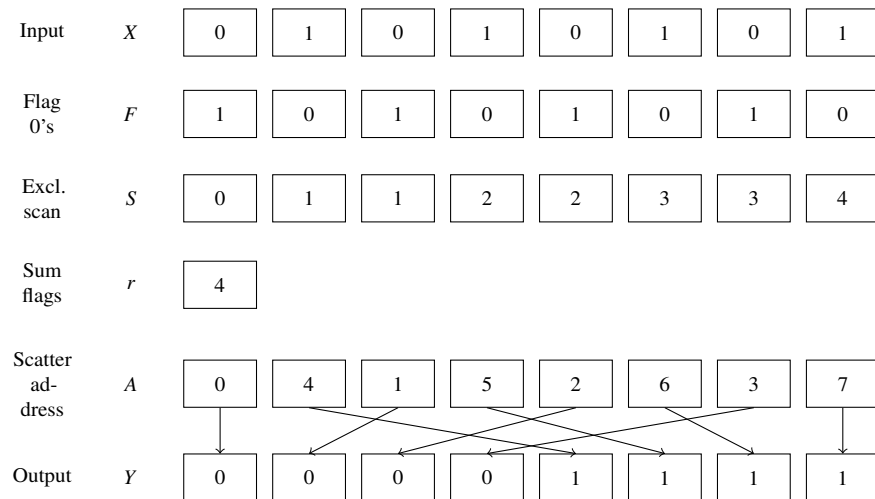 Input X 0 1 0 1 0 1 0 1
Flag
0's
F 1 0 1 0 1 0 1 0
Excl.
scan
S 0 1 1 2 2 3 3 4
Sum
flags
r 4
Scatter
ad-
dress
A 0 4 1 5 2 6 3 7
Output Y 0 0 0 0 1 1 1 1